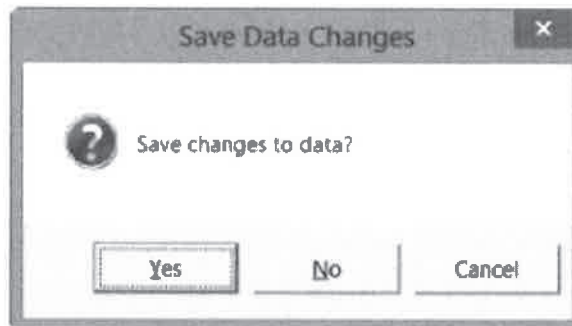 Save Data Changes
Save changes to data?
Yes No Cancel